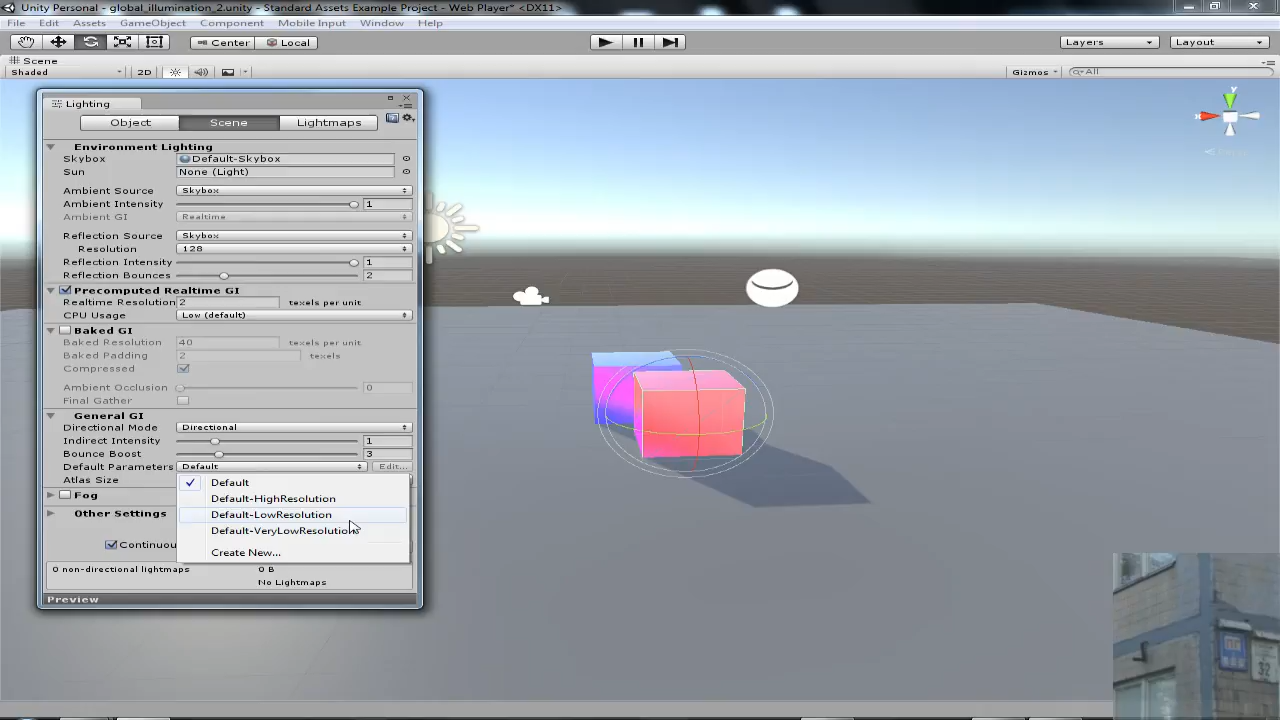 Unity Personal - global_illumination_2.unity - Standard Assets Example Project - Web Player* <DX11>
File Edit Assets GameObject Component Mobile Input Window Help
Center Local Layers Layout
Scene
Shaded 2D Gizmos All
Lighting
Object Scene Lightmaps
Environment Lighting
Skybox Default-Skybox
Sun None (Light)
Ambient Source Skybox
Ambient Intensity 1
Ambient GI Realtime
Reflection Source Skybox
Resolution 128
Reflection Intensity 1
Reflection Bounces 2
Precomputed Realtime GI
Realtime Resolution 2 texels per unit
CPU Usage Low (default)
Baked GI
Baked Resolution 40 texels per unit
Baked Padding 2 texels
Compressed
Ambient Occlusion 0
Final Gather
General GI
Directional Mode Directional
Indirect Intensity 1
Bounce Boost 3
Default Parameters Default Edit...
Atlas Size
Default
Fog
Default-HighResolution
Other Settings
Default-LowResolution
Default-VeryLowResolution
Continuou
Create New...
0 non-directional lightmaps 0 B
No Lightmaps
Preview
y
x
32